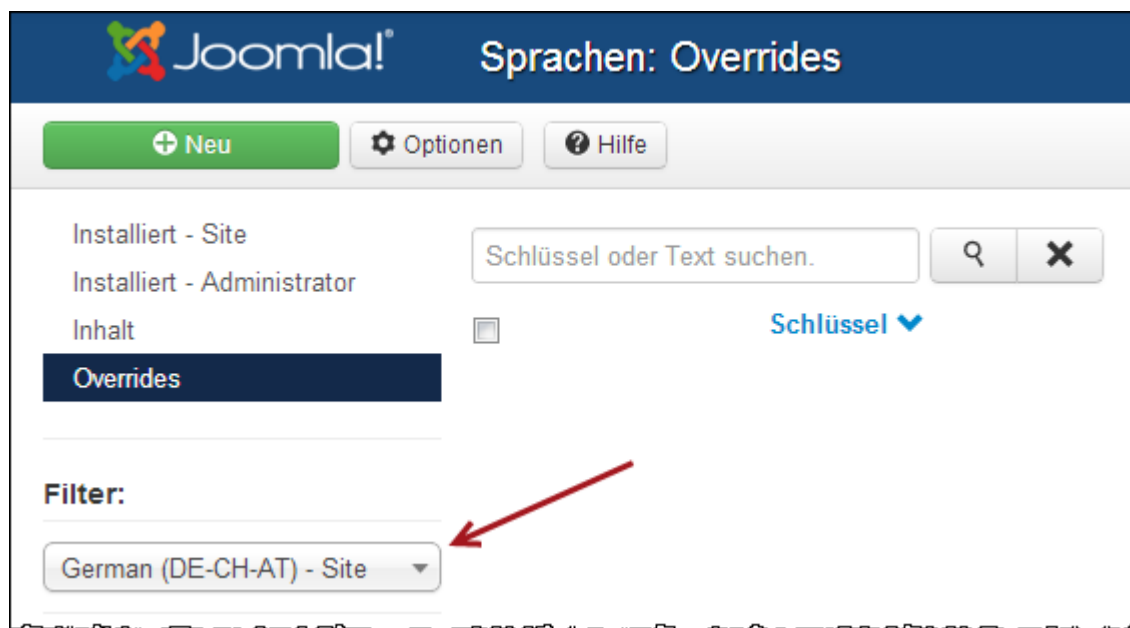 Joomla!® Sprachen: Overrides
Neu Optionen Hilfe
Installiert - Site
Installiert - Administrator
Inhalt
Overrides
Schlüssel oder Text suchen.
Schlüssel
Filter:
German (DE-CH-AT) - Site